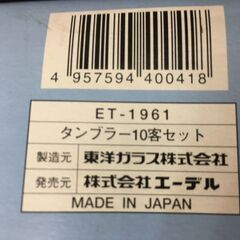 4 957594 400418
ET-1961
タンブラー10客セット
製造元 東洋ガラス株式会社
発売元 株式会社エーデル
MADE IN JAPAN